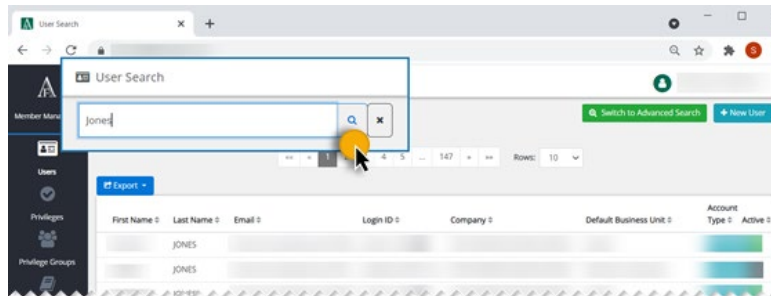 User Search
User Search
Jones
Member Mana
Switch to Advanced Search
+ New User
«« « 1 4 5 ... 147 » »»
Rows: 10
Users
Export
Privileges
Privilege Groups
First Name Last Name Email Login ID Company Default Business Unit Account Type Active
JONES
JONES
JONES